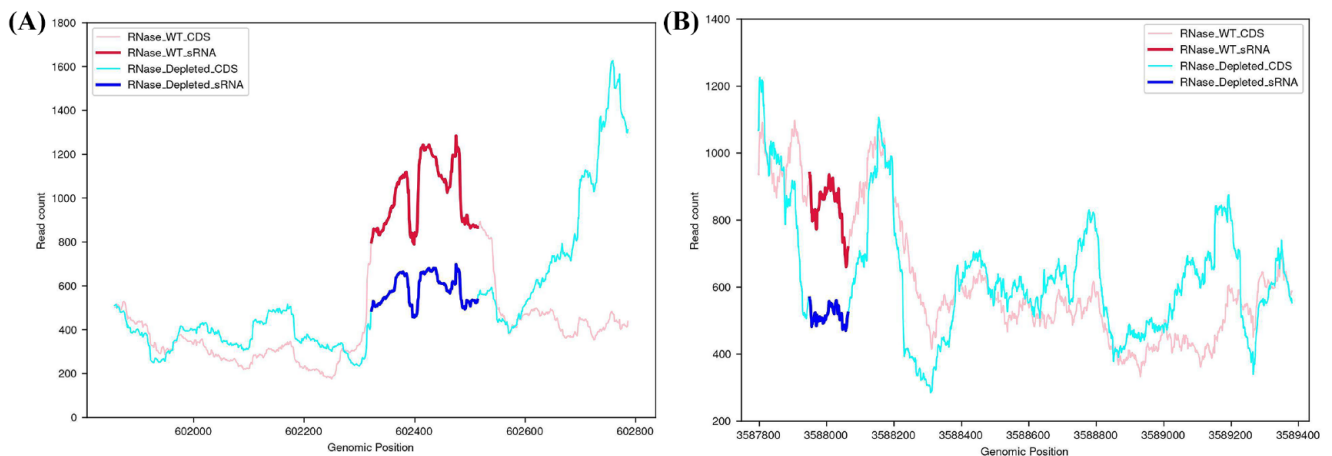 (A)
1800
1600
1400
1200
1000
800
600
400
200
0
Read count
RNase_WT_CDS
RNase_WT_sRNA
RNase_Depleted_CDS
RNase_Depleted_sRNA
602000
602200
602400
602600
602800
Genomic Position
(B)
1400
1200
1000
800
600
400
200
Read count
RNase_WT_CDS
RNase_WT_sRNA
RNase_Depleted_CDS
RNase_Depleted_sRNA
3587800
3588000
3588200
3588400
3588600
3588800
3589000
3589200
3589400
Genomic Position